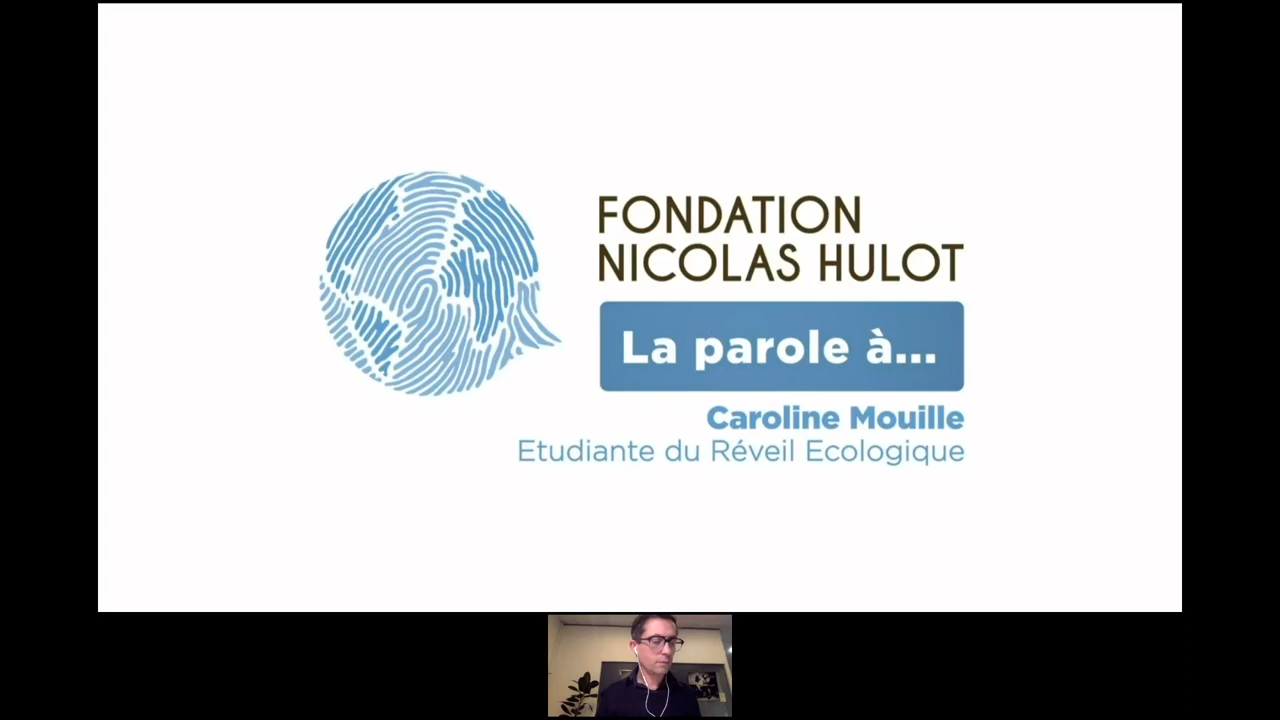 FONDATION
NICOLAS HULOT
La parole à...
Caroline Mouille
Etudiante du Réveil Ecologique